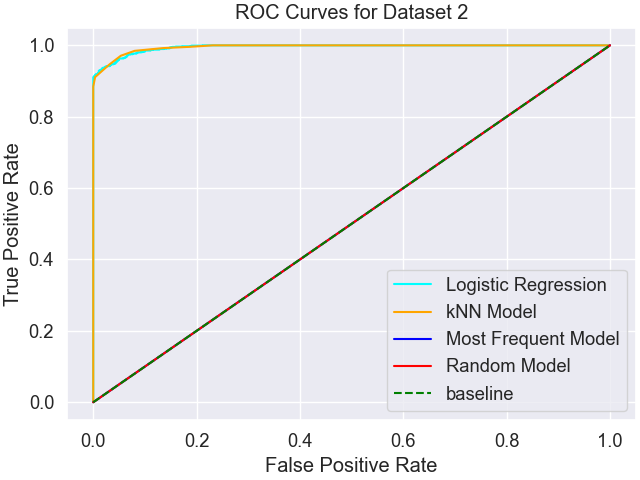 ROC Curves for Dataset 2
True Positive Rate
1.0
0.8
0.6
0.4
0.2
0.0
Logistic Regression
kNN Model
Most Frequent Model
Random Model
baseline
0.0 0.2 0.4 0.6 0.8 1.0
False Positive Rate